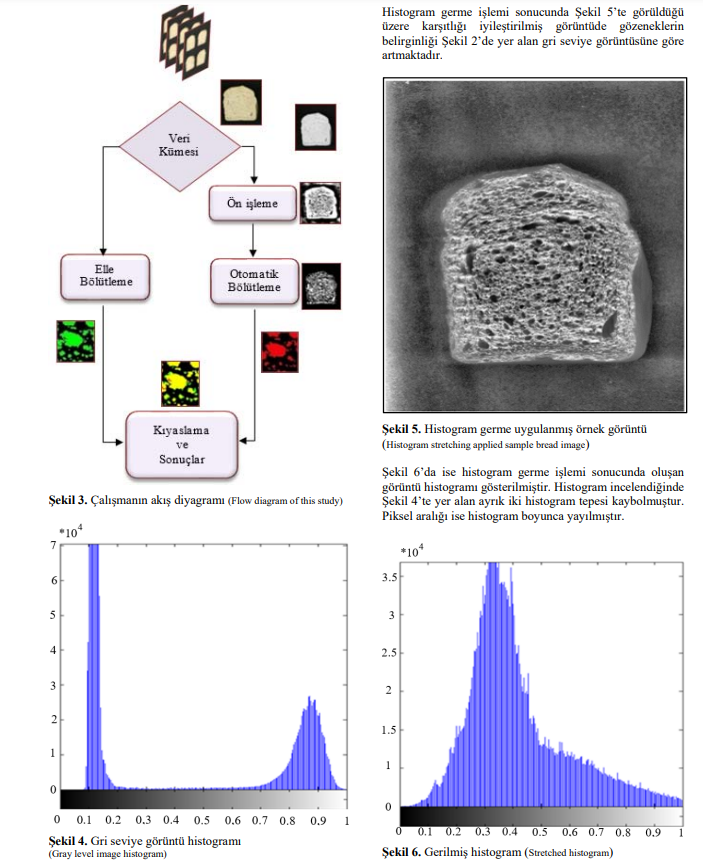 Veri
Kümesi
Ön işleme
Elle
Bölütleme
Otomatik
Bölütleme
Kıyaslama
ve
Sonuçlar
Şekil 3. Çalışmanın akış diyagramı (Flow diagram of this study)
*10^4
7
6
5
4
3
2
1
0
0 0.1 0.2 0.3 0.4 0.5 0.6 0.7 0.8 0.9 1
Şekil 4. Gri seviye görüntü histogramı
(Gray level image histogram)
Histogram germe işlemi sonucunda Şekil 5’te görüldüğü
üzere karşıtlığı iyileştirilmiş görüntüde gözeneklerin
belirginliği Şekil 2’de yer alan gri seviye görüntüsüne göre
artmaktadır.
Şekil 5. Histogram germe uygulanmış örnek görüntü
(Histogram stretching applied sample bread image)
Şekil 6’da ise histogram germe işlemi sonucunda oluşan
görüntü histogramı gösterilmiştir. Histogram incelendiğinde
Şekil 4’te yer alan ayrık iki histogram tepesi kaybolmuştur.
Piksel aralığı ise histogram boyunca yayılmıştır.
*10^4
3.5
3
2.5
2
1.5
1
0
0 0.1 0.2 0.3 0.4 0.5 0.6 0.7 0.8 0.9 1
Şekil 6. Gerilmiş histogram (Stretched histogram)